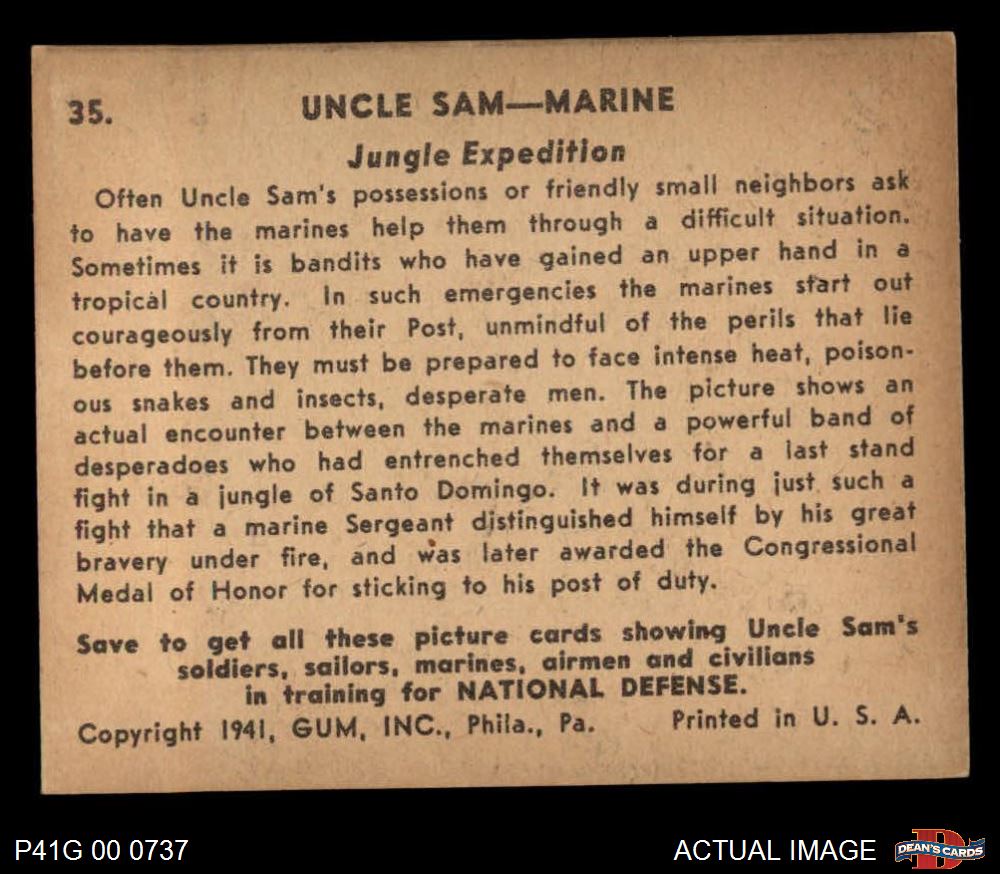 35. UNCLE SAM—MARINE
Jungle Expedition
Often Uncle Sam's possessions or friendly small neighbors ask
to have the marines help them through a difficult situation.
Sometimes it is bandits who have gained an upper hand in a
tropical country. In such emergencies the marines start out
courageously from their Post, unmindful of the perils that lie
before them. They must be prepared to face intense heat, poison-
ous snakes and insects, desperate men. The picture shows an
actual encounter between the marines and a powerful band of
desperadoes who had entrenched themselves for a last stand
fight in a jungle of Santo Domingo. It was during just such a
fight that a marine Sergeant distinguished himself by his great
bravery under fire, and was later awarded the Congressional
Medal of Honor for sticking to his post of duty.
Save to get all these picture cards showing Uncle Sam's
soldiers, sailors, marines, airmen and civilians
in training for NATIONAL DEFENSE.
Copyright 1941, GUM, INC., Phila., Pa. Printed in U. S. A.
P41G 00 0737 ACTUAL IMAGE DEAN'S CARDS